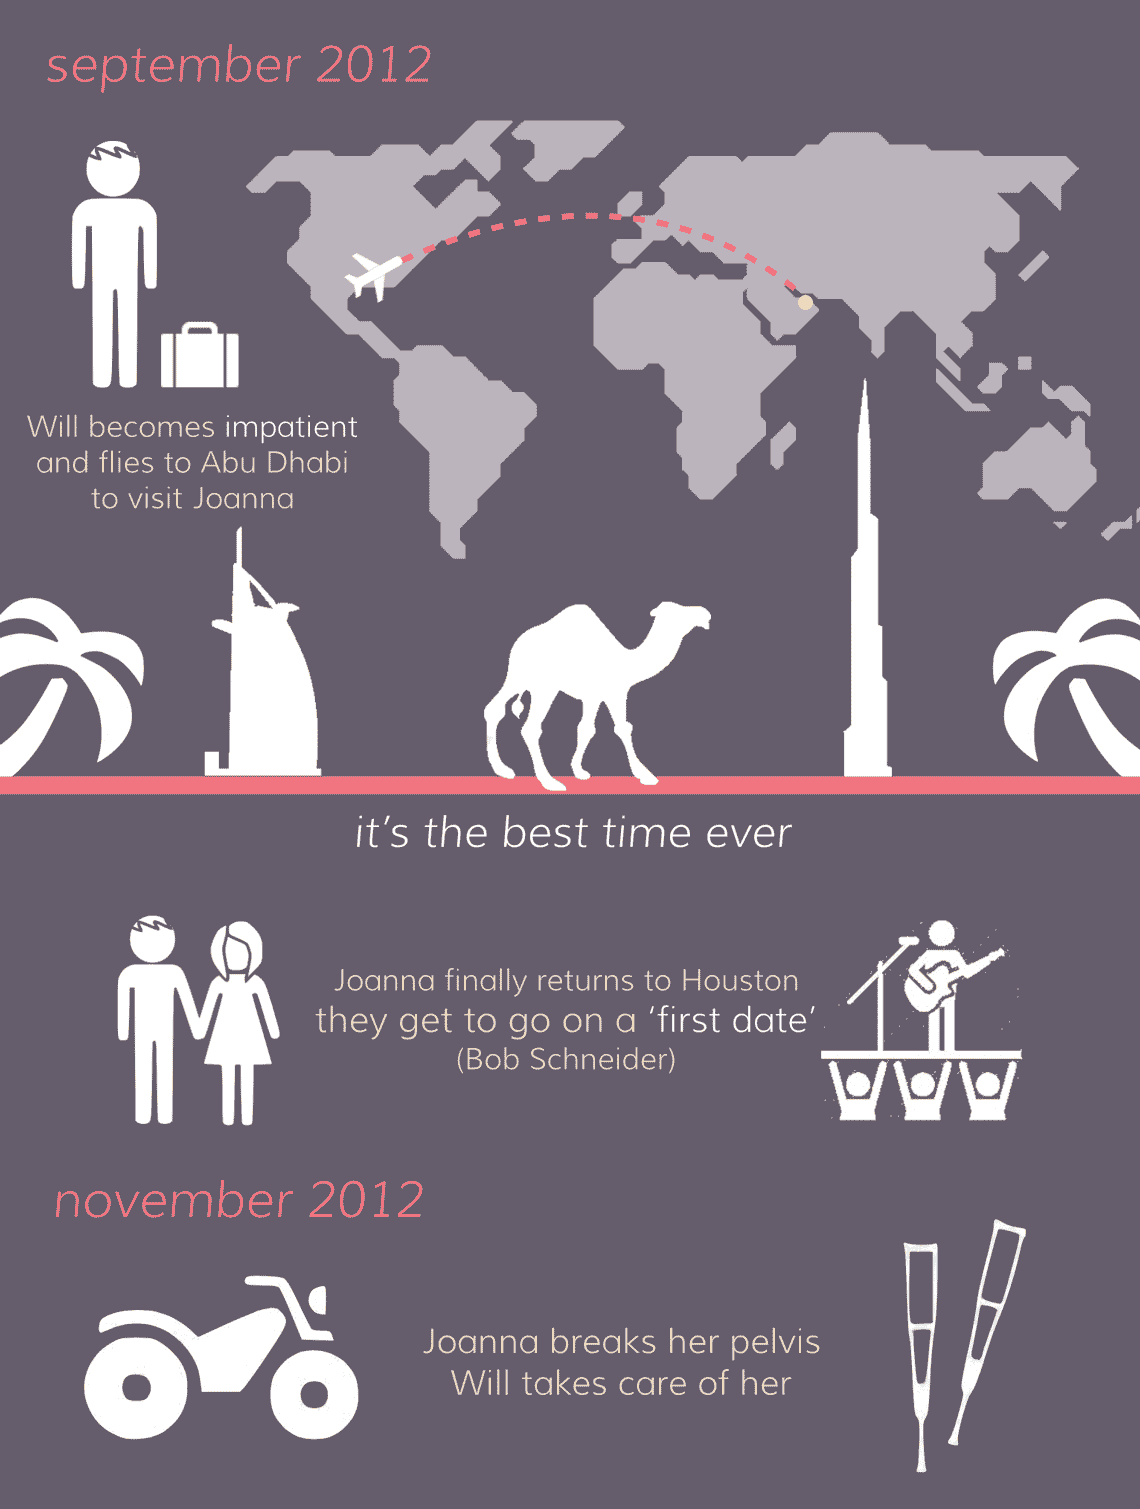 september 2012
Will becomes impatient
and flies to Abu Dhabi
to visit Joanna
it's the best time ever
Joanna finally returns to Houston
they get to go on a 'first date'
(Bob Schneider)
november 2012
Joanna breaks her pelvis
Will takes care of her